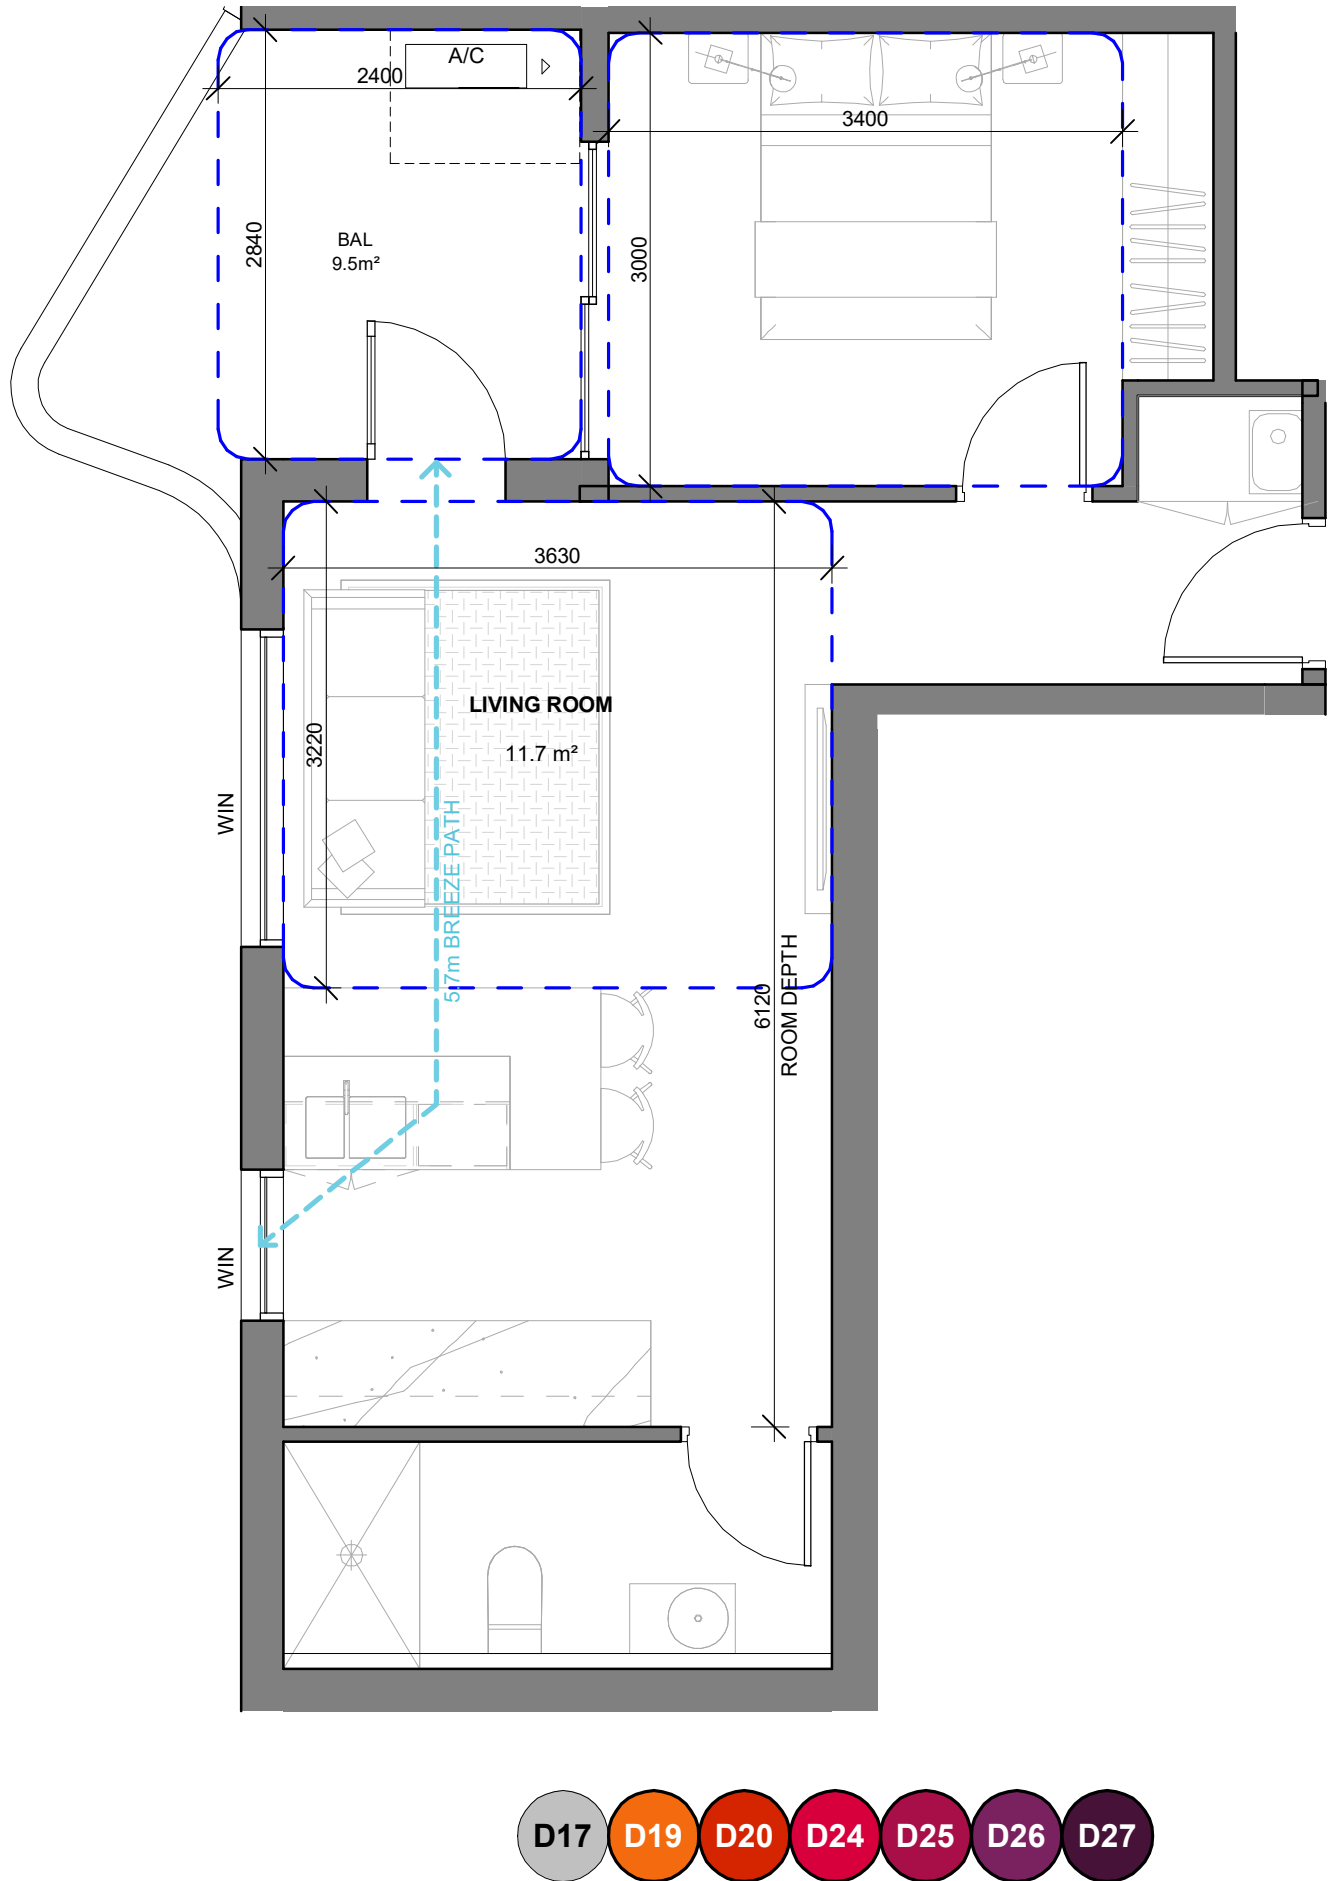 A/C
2400
3400
2840
BAL
9.5m²
3000
3630
LIVING ROOM
11.7 m²
3220
WIN
5.7m BREEZE PATH
6120
ROOM DEPTH
WIN
D17 D19 D20 D24 D25 D26 D27